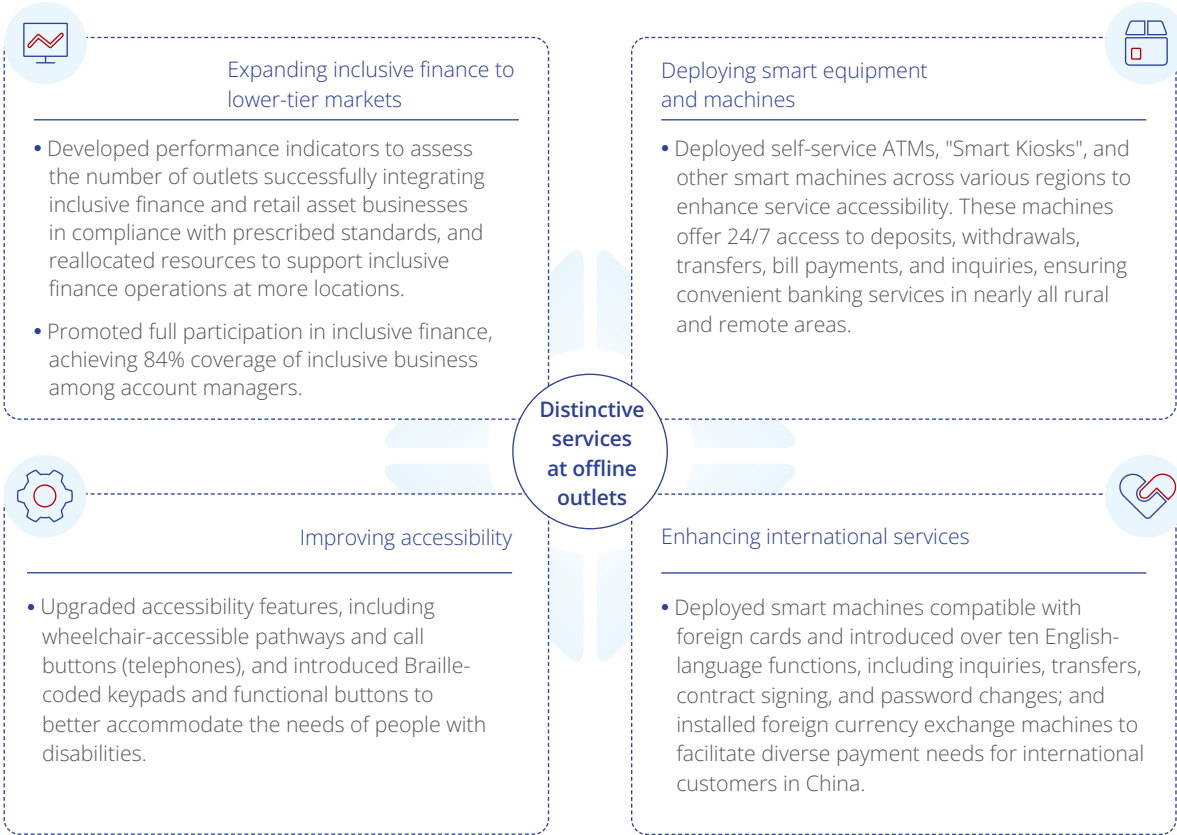 Expanding inclusive finance to
lower-tier markets
• Developed performance indicators to assess
the number of outlets successfully integrating
inclusive finance and retail asset businesses
in compliance with prescribed standards, and
reallocated resources to support inclusive
finance operations at more locations.
• Promoted full participation in inclusive finance,
achieving 84% coverage of inclusive business
among account managers.
Deploying smart equipment
and machines
• Deployed self-service ATMs, "Smart Kiosks", and
other smart machines across various regions to
enhance service accessibility. These machines
offer 24/7 access to deposits, withdrawals,
transfers, bill payments, and inquiries, ensuring
convenient banking services in nearly all rural
and remote areas.
Distinctive
services
at offline
outlets
Improving accessibility
• Upgraded accessibility features, including
wheelchair-accessible pathways and call
buttons (telephones), and introduced Braille-
coded keypads and functional buttons to
better accommodate the needs of people with
disabilities.
Enhancing international services
• Deployed smart machines compatible with
foreign cards and introduced over ten English-
language functions, including inquiries, transfers,
contract signing, and password changes; and
installed foreign currency exchange machines to
facilitate diverse payment needs for international
customers in China.